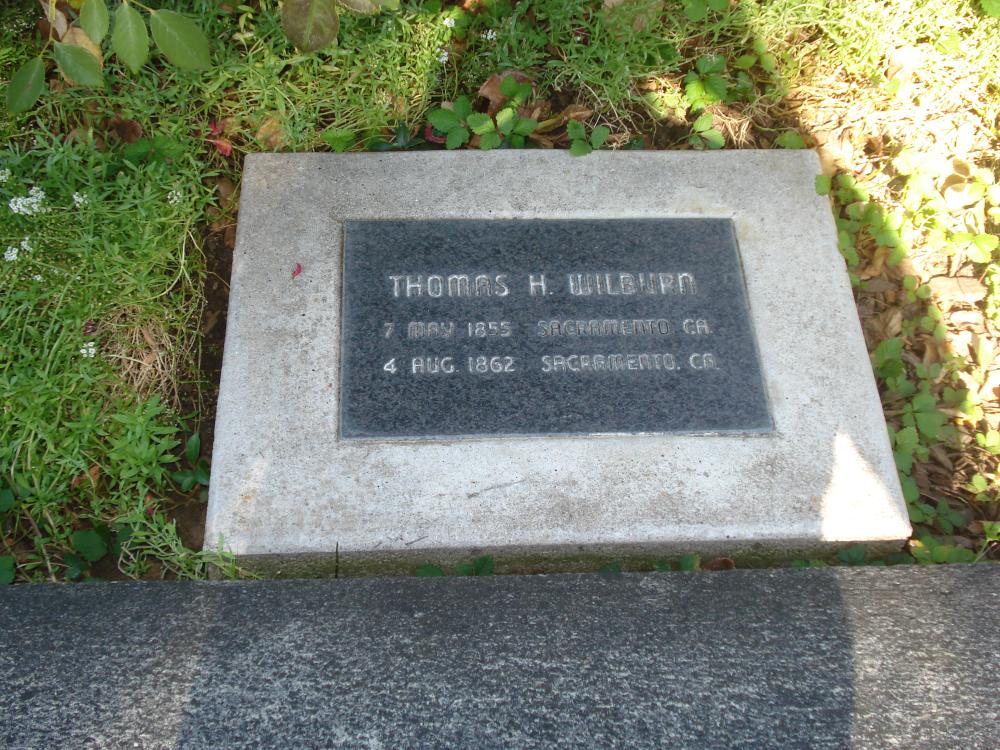 THOMAS H. WILBURN
7 MAY 1855 SACRAMENTO, CA.
4 AUG. 1862 SACRAMENTO, CA.